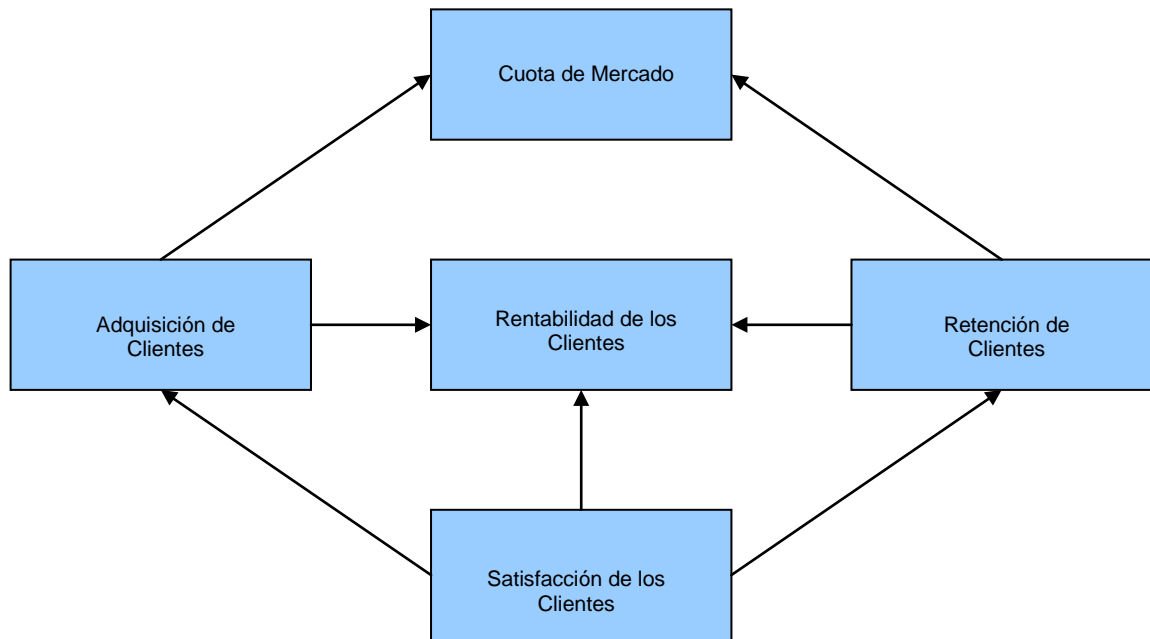 Cuota de Mercado
Adquisición de
Clientes
Rentabilidad de los
Clientes
Retención de
Clientes
Satisfacción de los
Clientes